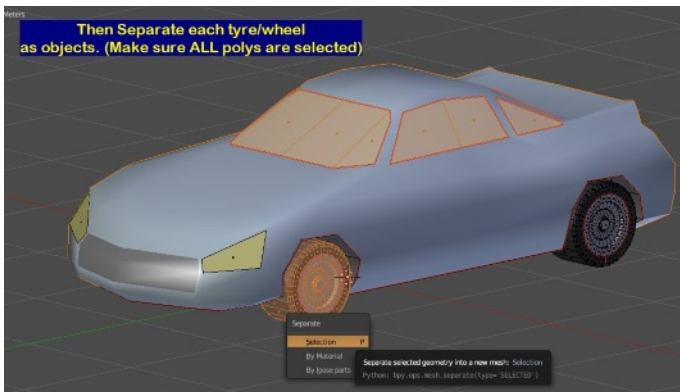 Meters
Then Separate each tyre/wheel
as objects. (Make sure ALL polys are selected)
Separate
Selection P
By Material
By loose parts
Separate selected geometry into a new mesh: Selection
Python: bpy.ops.mesh.separate(type='SELECTED')